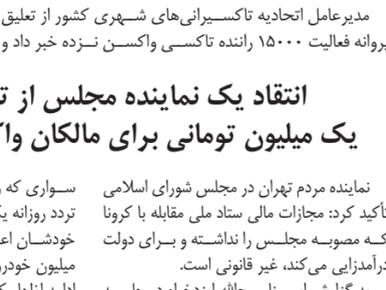 مدیرعامل اتحادیه تاکسیرانی‌های شهری کشور از تعلیق
پروانه فعالیت ۱۵۰۰۰ راننده تاکسی واکسن نزده خبر داد و
انتقاد یک نماینده مجلس از
یک میلیون تومانی برای مالکان
نماینده مردم تهران در مجلس شورای اسلامی
تأکید کرد: مجازات مالی ستاد ملی مقابله با کرونا
که مصوبه مجلس را نداشته و برای دولت
درآمدزایی می‌کند، غیر قانونی است.
سواری که
تردد روزانه
خودشان
میلیون